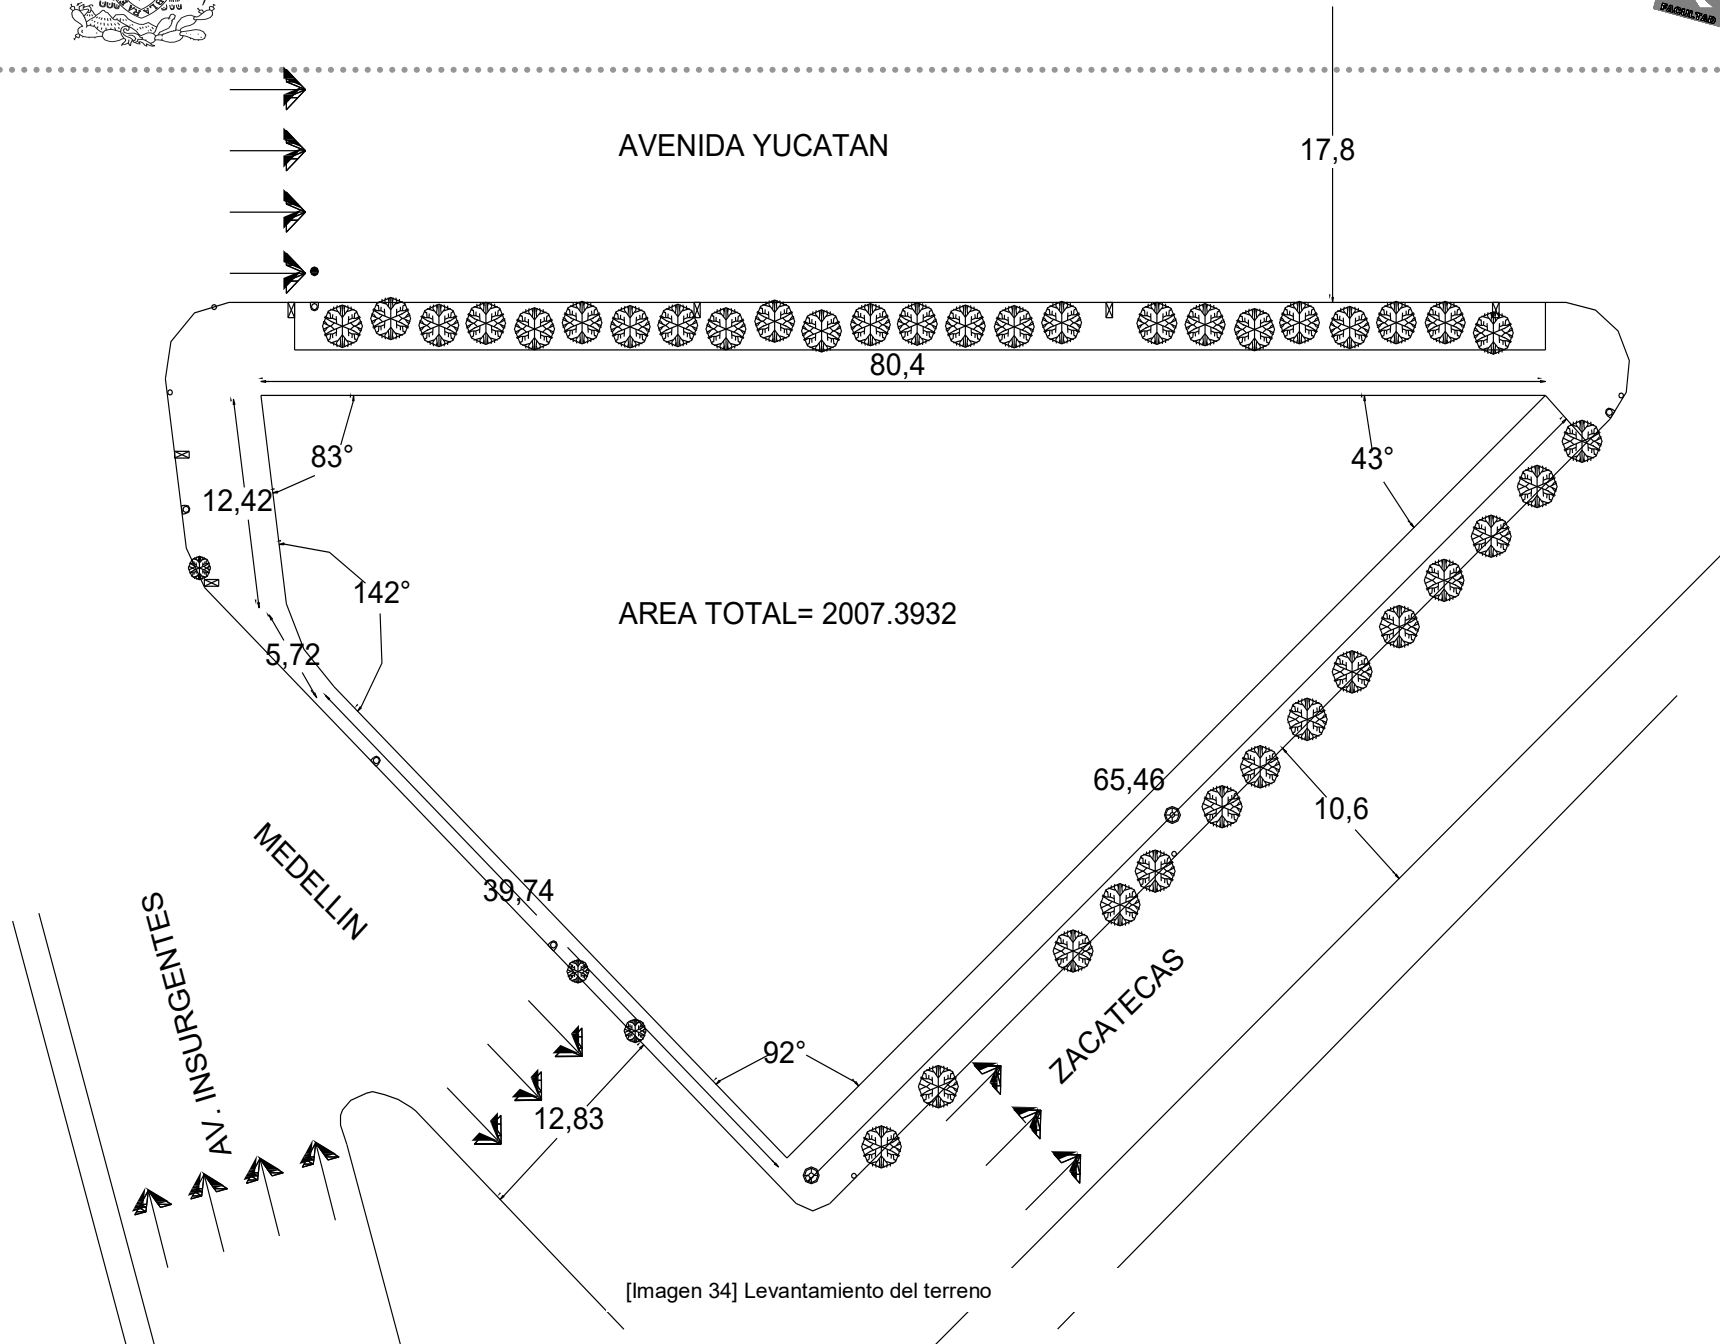 FACULTAD
AVENIDA YUCATAN
17,8
80,4
83°
43°
12,42
142°
AREA TOTAL= 2007.3932
5,72
65,46
10,6
MEDELLIN
39,74
AV. INSURGENTES
ZACATECAS
92°
12,83
[Imagen 34] Levantamiento del terreno